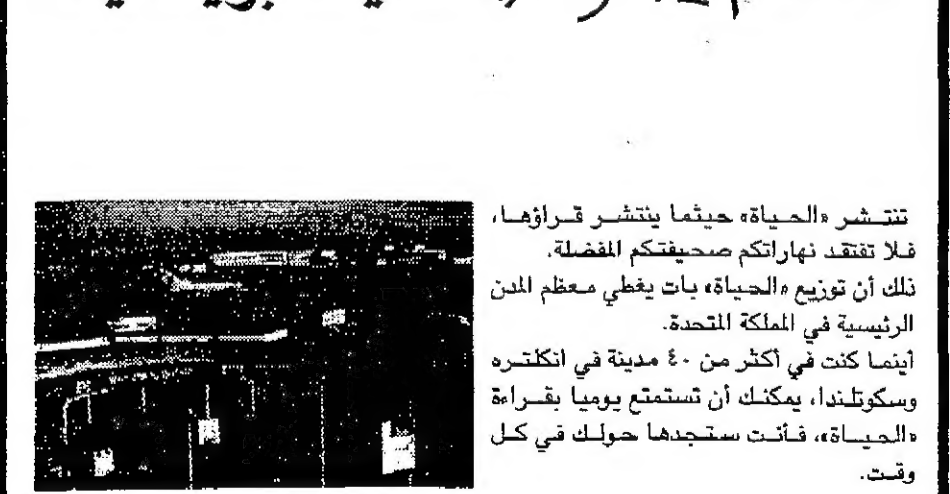 تنتشر «الحياة» حيثما ينتشر قراؤها،
فلا تفتقد نهاراتكم صحيفتكم المفضلة.
ذلك أن توزيع «الحياة» بات يغطي معظم المدن
الرئيسية في المملكة المتحدة.
أينما كنت في أكثر من ٤٠ مدينة في انكلتره
وسكوتلندا، يمكنك أن تستمتع يوميا بقراءة
«الحياة»، فأنت ستجدها حولك في كل
وقت.